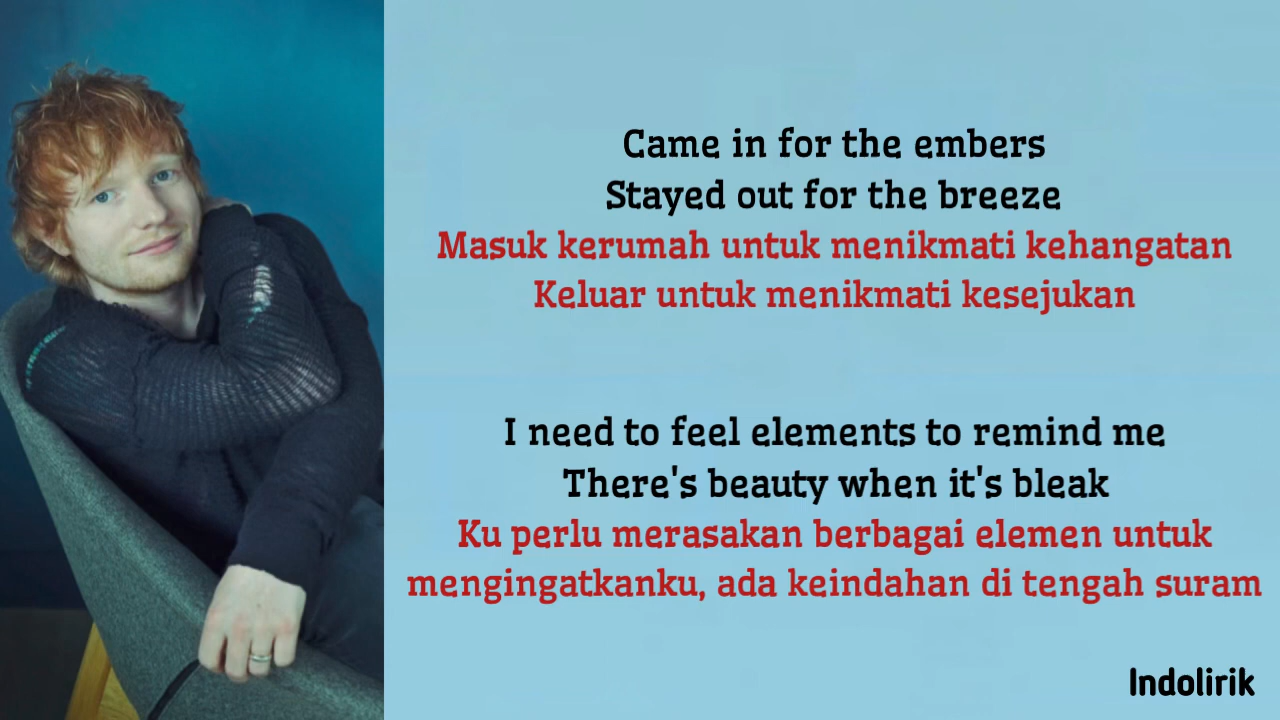 Came in for the embers
Stayed out for the breeze
Masuk kerumah untuk menikmati kehangatan
Keluar untuk menikmati kesejukan
I need to feel elements to remind me
There's beauty when it's bleak
Ku perlu merasakan berbagai elemen untuk
mengingatkanku, ada keindahan di tengah suram
Indolirik